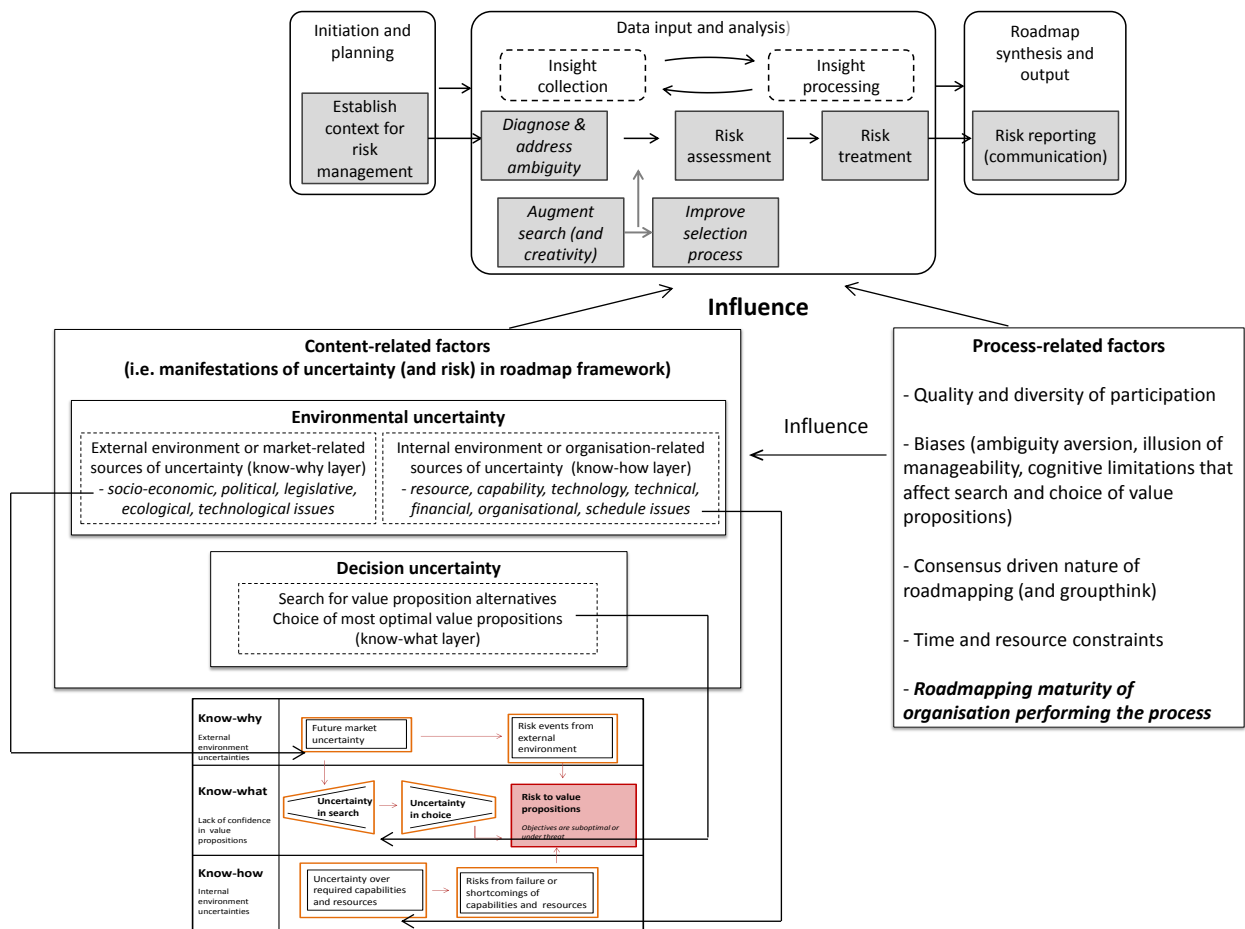 Initiation and
planning
Establish
context for
risk
management
Data input and analysis)
Insight
collection
Insight
processing
Diagnose &
address
ambiguity
Risk
assessment
Risk
treatment
Augment
search (and
creativity)
Improve
selection
process
Roadmap
synthesis and
output
Risk reporting
(communication)
Influence
Content-related factors
(i.e. manifestations of uncertainty (and risk) in roadmap framework)
Environmental uncertainty
External environment or market-related
sources of uncertainty (know-why layer)
- socio-economic, political, legislative,
ecological, technological issues
Internal environment or organisation-related
sources of uncertainty (know-how layer)
- resource, capability, technology, technical,
financial, organisational, schedule issues
Decision uncertainty
Search for value proposition alternatives
Choice of most optimal value propositions
(know-what layer)
Influence
Process-related factors
- Quality and diversity of participation
- Biases (ambiguity aversion, illusion of
manageability, cognitive limitations that
affect search and choice of value
propositions)
- Consensus driven nature of
roadmapping (and groupthink)
- Time and resource constraints
- Roadmapping maturity of
organisation performing the process
Know-why
External
environment
uncertainties
Future market
uncertainty
Risk events from
external
environment
Know-what
Lack of confidence
in value
propositions
Uncertainty
in search
Uncertainty
in choice
Risk to value
propositions
Objectives are suboptimal or
under threat
Know-how
Internal
environment
uncertainties
Uncertainty over
required capabilities
and resources
Risks from failure or
shortcomings of
capabilities and resources